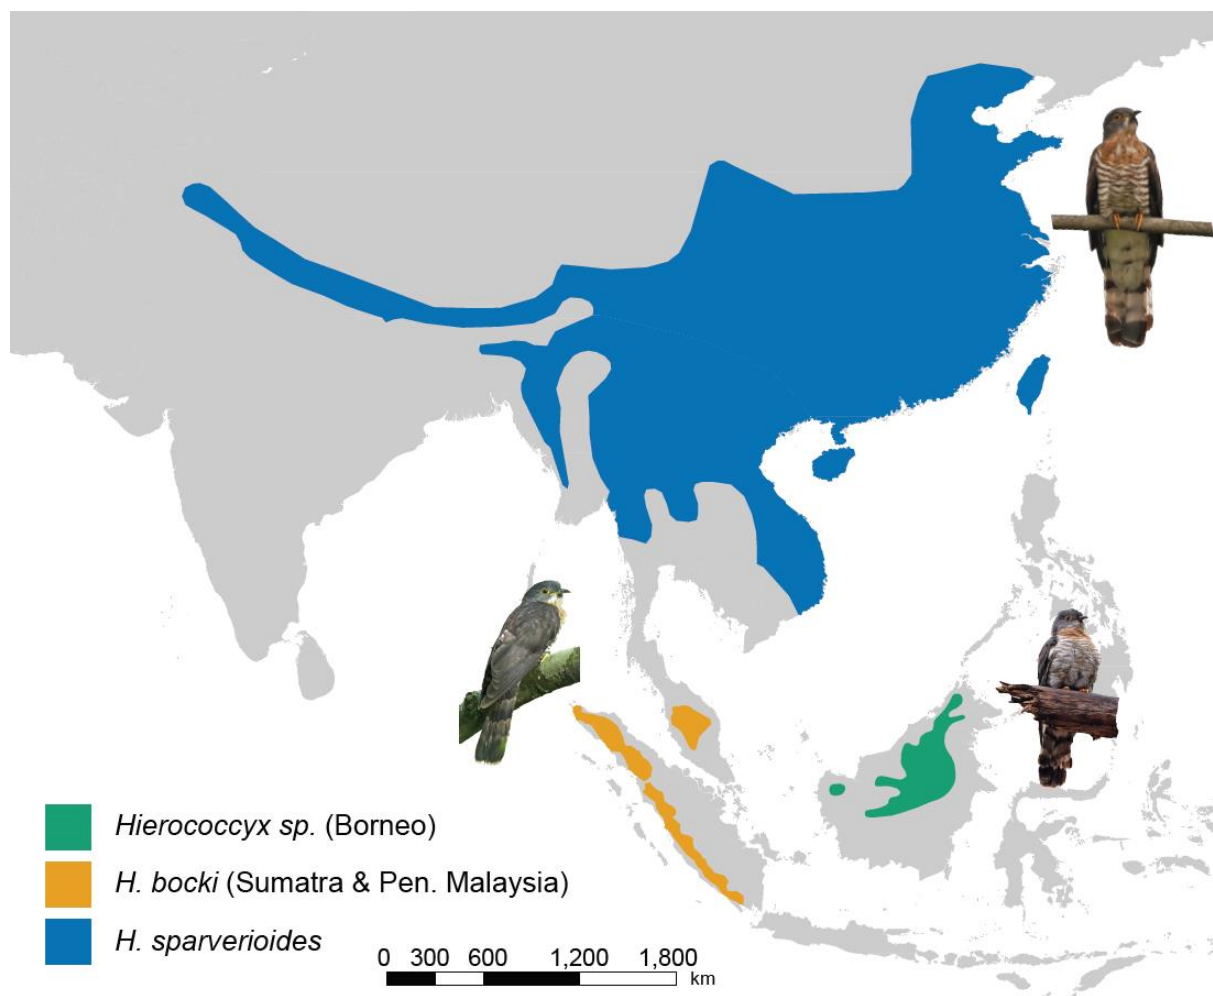 Hierococcyx sp. (Borneo)
H. bocki (Sumatra & Pen. Malaysia)
H. sparverioides
0 300 600 1,200 1,800
km